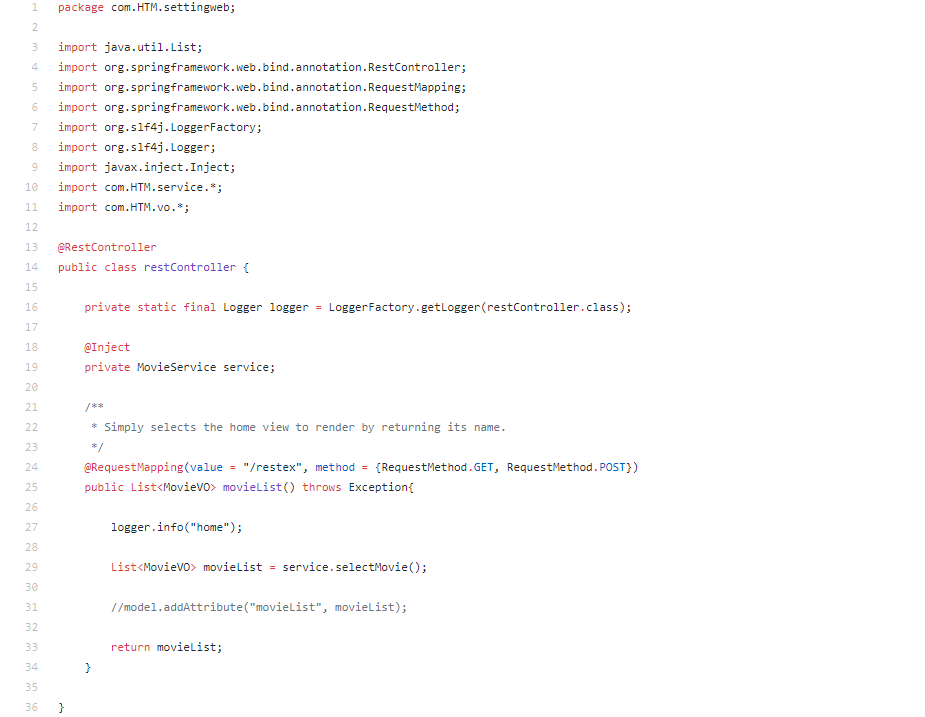 1 package com.HTM.settingweb;
2
3 import java.util.List;
4 import org.springframework.web.bind.annotation.RestController;
5 import org.springframework.web.bind.annotation.RequestMapping;
6 import org.springframework.web.bind.annotation.RequestMethod;
7 import org.slf4j.LoggerFactory;
8 import org.slf4j.Logger;
9 import javax.inject.Inject;
10 import com.HTM.service.*;
11 import com.HTM.vo.*;
12
13 @RestController
14 public class restController {
15
16     private static final Logger logger = LoggerFactory.getLogger(restController.class);
17
18     @Inject
19     private MovieService service;
20
21     /**
22      * Simply selects the home view to render by returning its name.
23      */
24     @RequestMapping(value = "/restex", method = {RequestMethod.GET, RequestMethod.POST})
25     public List<MovieVO> movieList() throws Exception{
26
27         logger.info("home");
28
29         List<MovieVO> movieList = service.selectMovie();
30
31         //model.addAttribute("movieList", movieList);
32
33         return movieList;
34     }
35
36 }